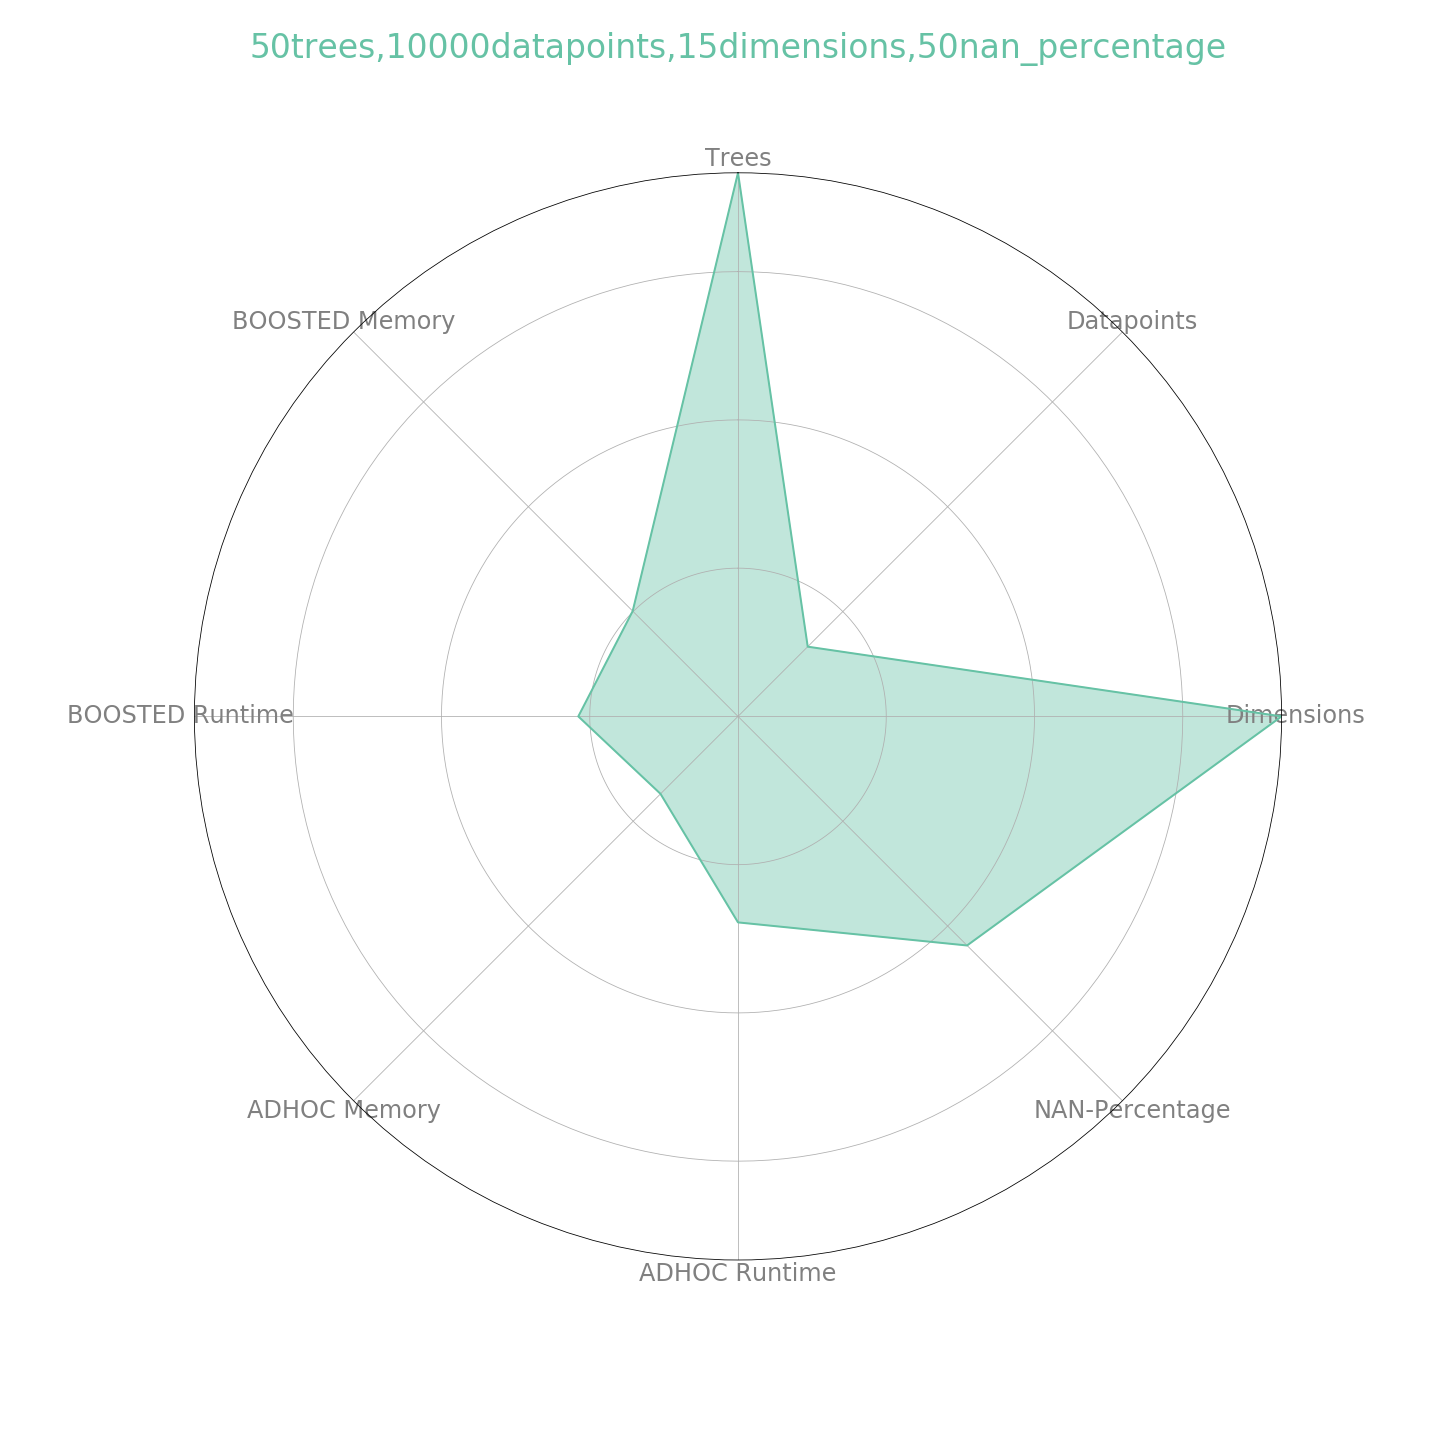 50trees,10000datapoints,15dimensions,50nan_percentage
Trees
BOOSTED Memory
Datapoints
BOOSTED Runtime
Dimensions
ADHOC Memory
NAN-Percentage
ADHOC Runtime